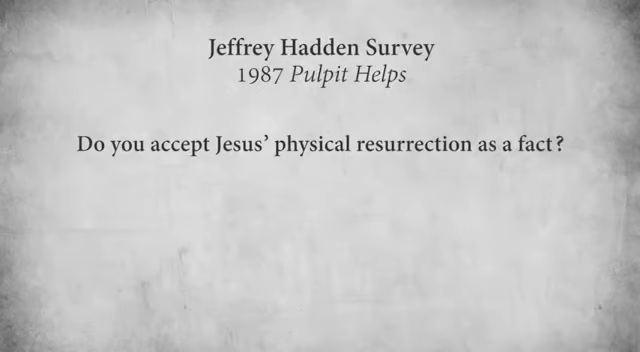 Jeffrey Hadden Survey
1987 Pulpit Helps
Do you accept Jesus’ physical resurrection as a fact?